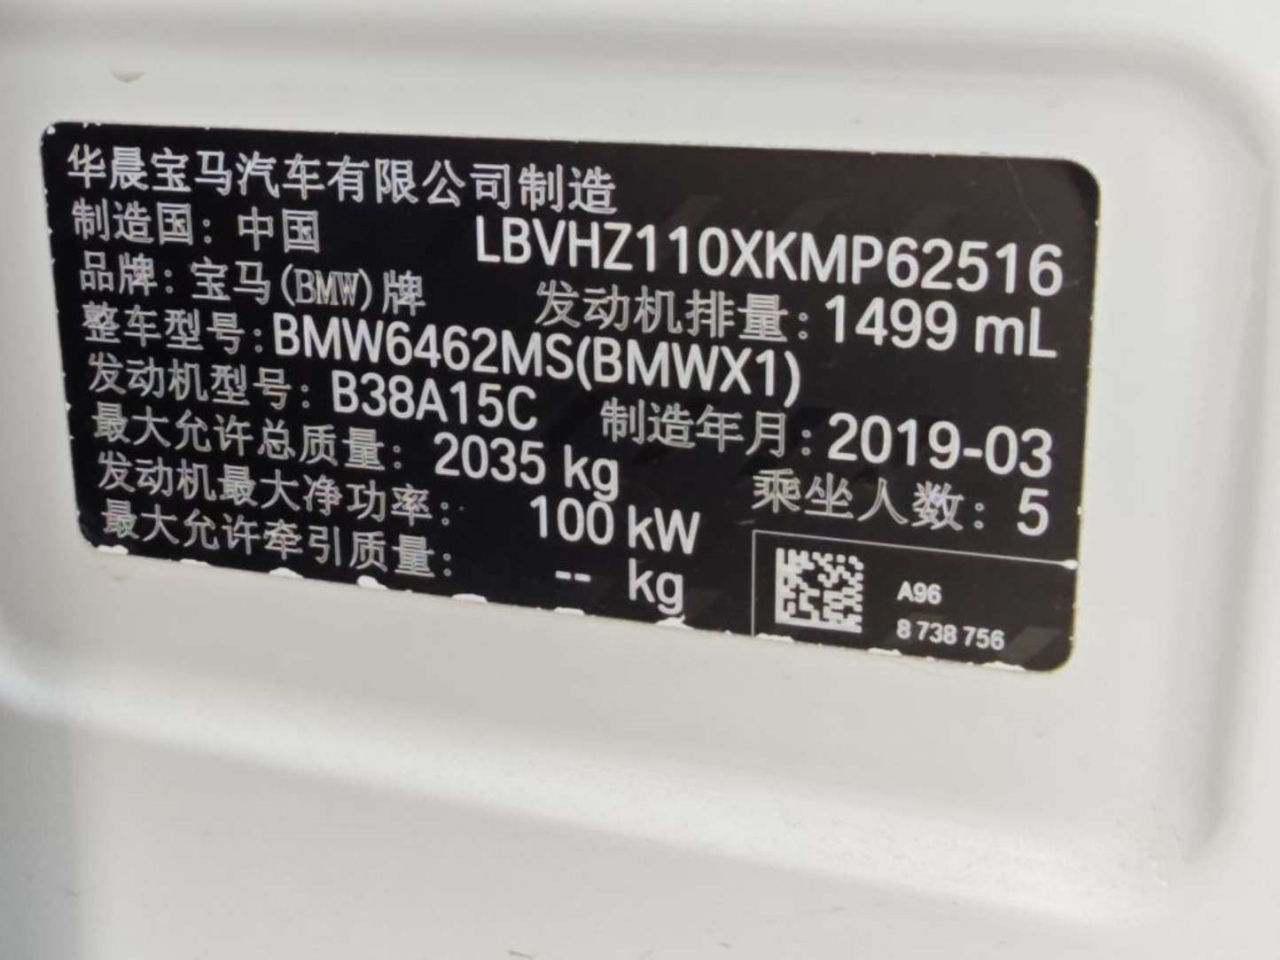 华晨宝马汽车有限公司制造
制造国：中国
LBVHZ110XKMP62516
品牌：宝马(BMW)牌
发动机排量：1499 mL
整车型号：BMW6462MS(BMWX1)
发动机型号：B38A15C
制造年月：2019-03
最大允许总质量：2035 kg
乘坐人数：5
发动机最大净功率：100 kW
最大允许牵引质量：-- kg
A96
8 738 756